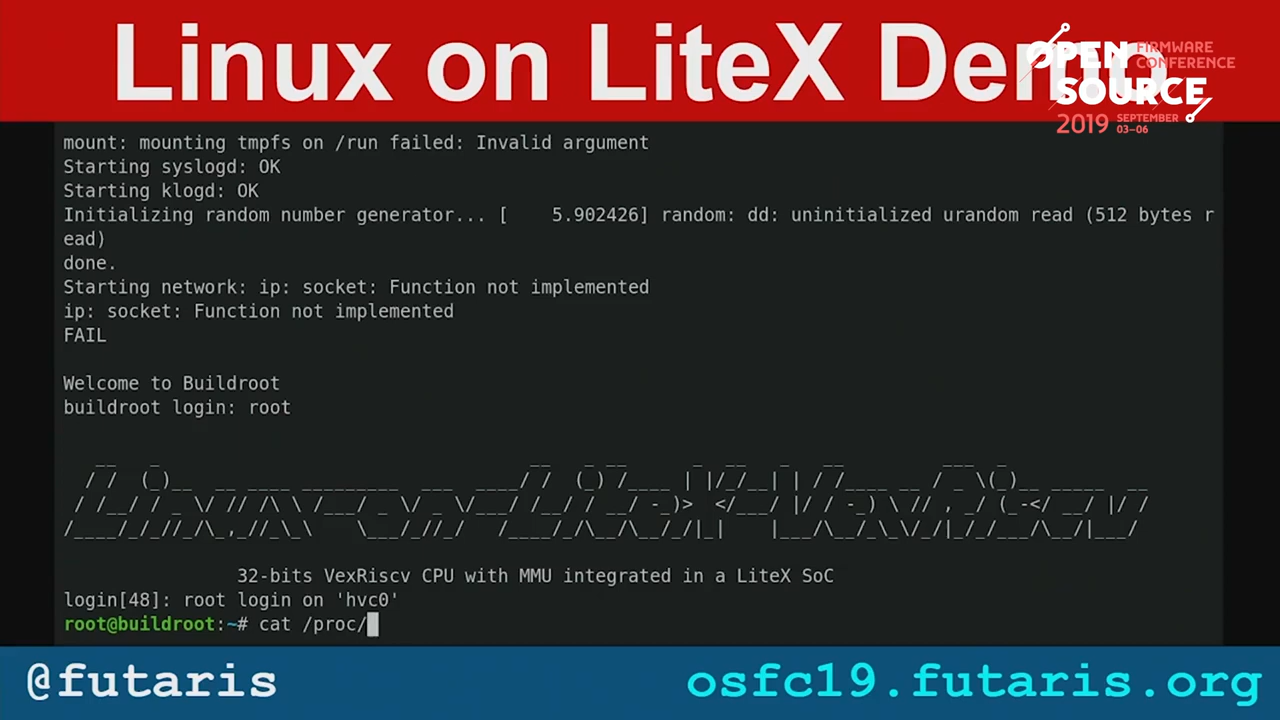 Linux on LiteX Demo
OPEN SOURCE
FIRMWARE CONFERENCE
2019
SEPTEMBER 03–06
mount: mounting tmpfs on /run failed: Invalid argument
Starting syslogd: OK
Starting klogd: OK
Initializing random number generator... [    5.902426] random: dd: uninitialized urandom read (512 bytes r
ead)
done.
Starting network: ip: socket: Function not implemented
ip: socket: Function not implemented
FAIL
Welcome to Buildroot
buildroot login: root
Linux-on-LiteX-VexRiscv
32-bits VexRiscv CPU with MMU integrated in a LiteX SoC
login[48]: root login on 'hvc0'
root@buildroot:~# cat /proc/
@futaris
osfc19.futaris.org